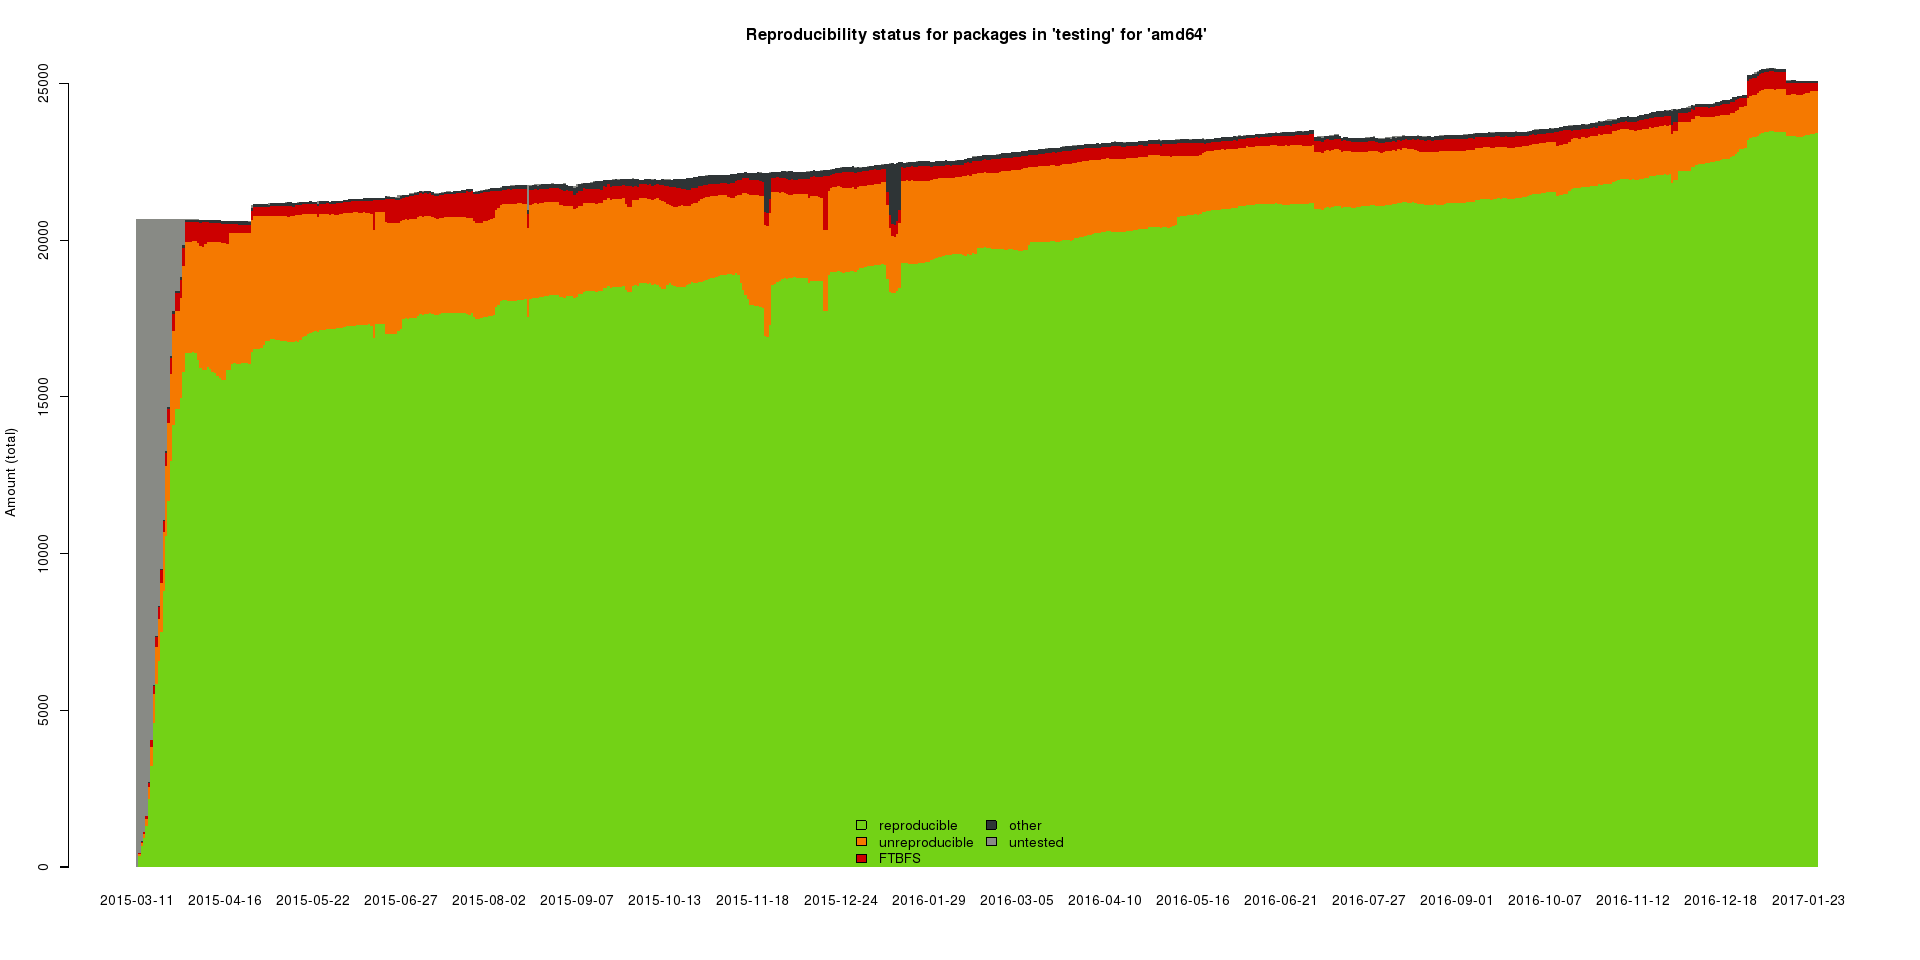 Reproducibility status for packages in 'testing' for 'amd64'
25000
20000
15000
10000
5000
0
Amount (total)
reproducible
unreproducible
FTBFS
other
untested
2015-03-11 2015-04-16 2015-05-22 2015-06-27 2015-08-02 2015-09-07 2015-10-13 2015-11-18 2015-12-24 2016-01-29 2016-03-05 2016-04-10 2016-05-16 2016-06-21 2016-07-27 2016-09-01 2016-10-07 2016-11-12 2016-12-18 2017-01-23